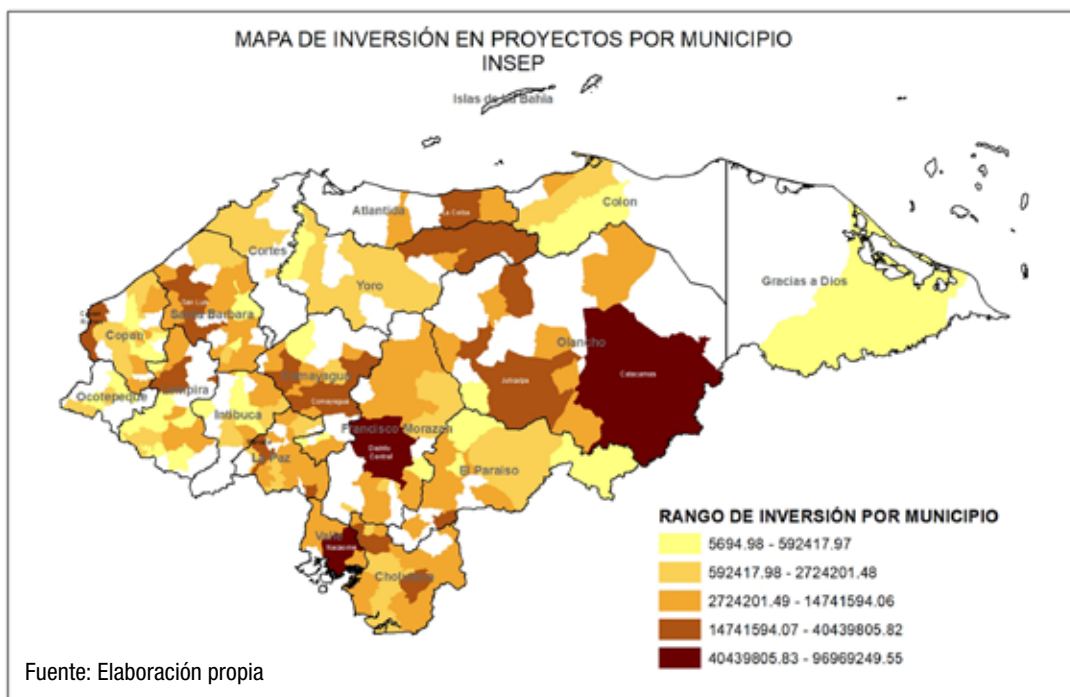 MAPA DE INVERSIÓN EN PROYECTOS POR MUNICIPIO
INSEP
Islas de La Bahia
Atlantida
La Ceiba
Colon
Cortes
Gracias a Dios
Yoro
San Luis
Santa Barbara
Copan
Olancho
Comayagua
Juticalpa
Catacamas
Ocotepeque
Lempira
Comayagua
Intibuca
Francisco Morazan
Distrito
Central
La Paz
El Paraiso
Valle
Nacaome
Choluteca
RANGO DE INVERSIÓN POR MUNICIPIO
5694.98 - 592417.97
592417.98 - 2724201.48
2724201.49 - 14741594.06
14741594.07 - 40439805.82
40439805.83 - 96969249.55
Fuente: Elaboración propia